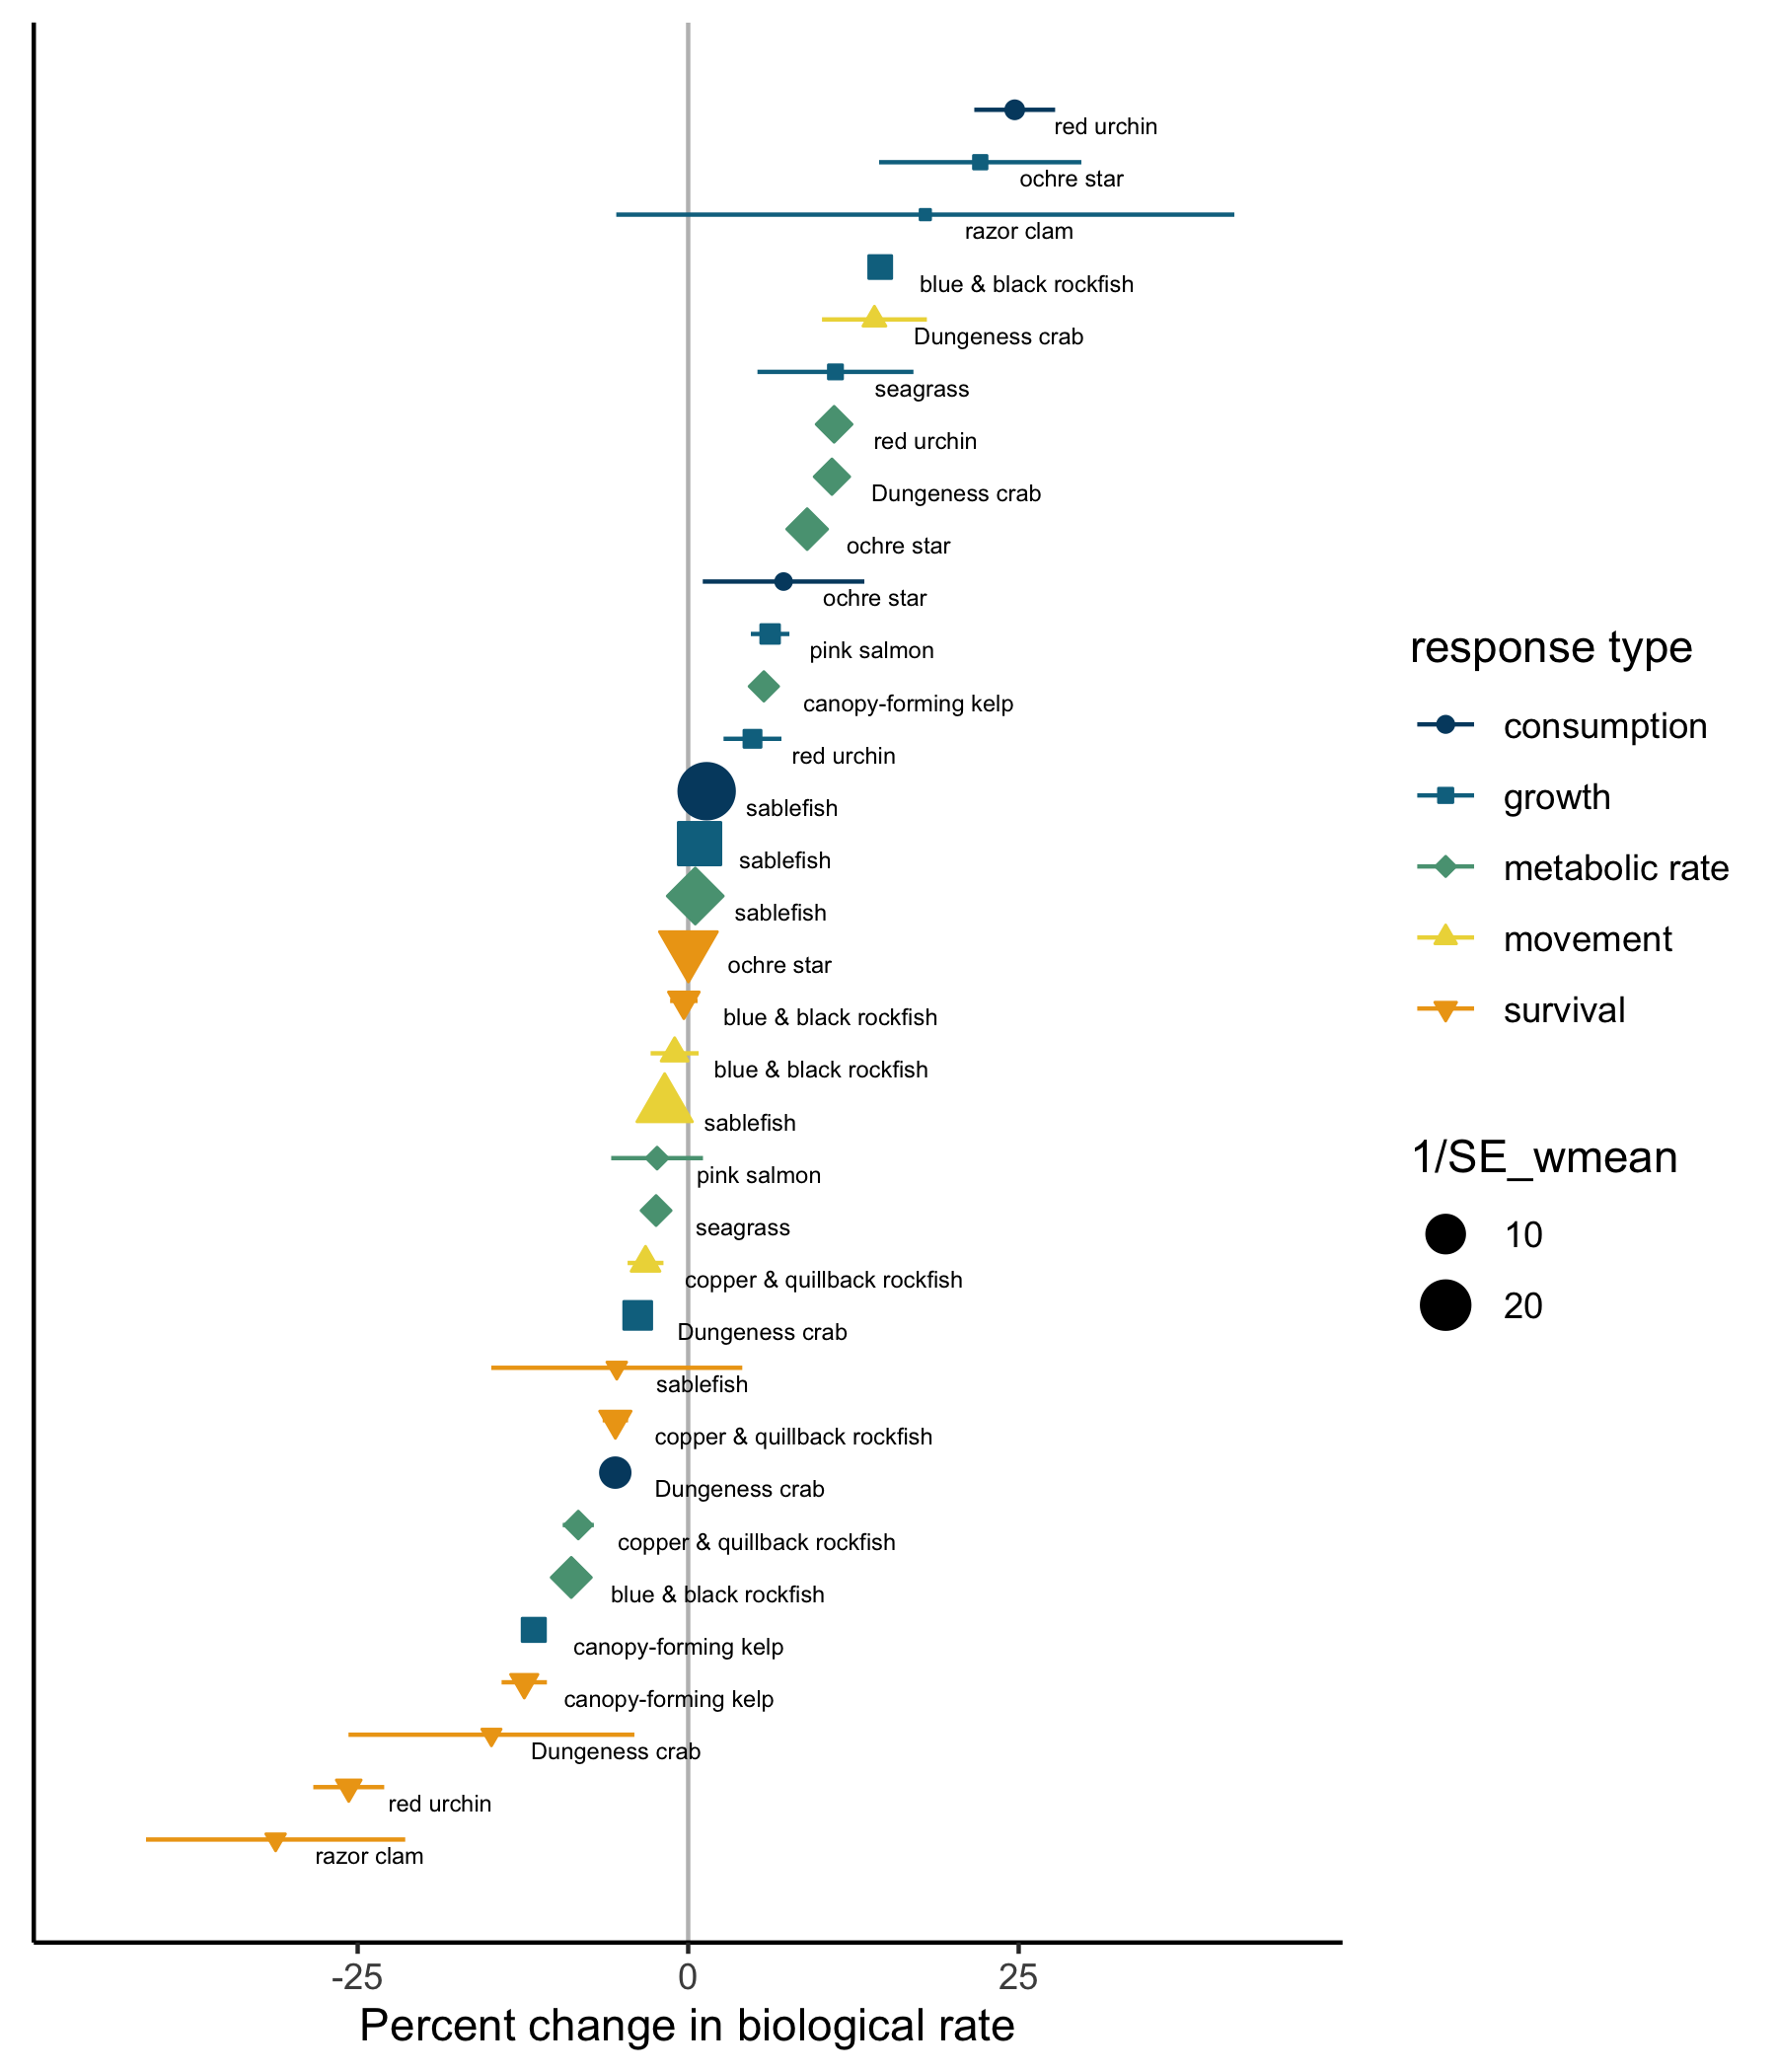 red urchin
ochre star
razor clam
blue & black rockfish
Dungeness crab
seagrass
red urchin
Dungeness crab
ochre star
ochre star
pink salmon
canopy-forming kelp
red urchin
sablefish
sablefish
sablefish
ochre star
blue & black rockfish
blue & black rockfish
sablefish
pink salmon
seagrass
copper & quillback rockfish
Dungeness crab
sablefish
copper & quillback rockfish
Dungeness crab
copper & quillback rockfish
blue & black rockfish
canopy-forming kelp
canopy-forming kelp
Dungeness crab
red urchin
razor clam
-25 0 25
Percent change in biological rate
response type
consumption
growth
metabolic rate
movement
survival
1/SE_wmean
10
20